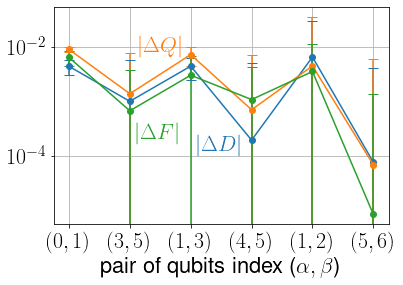 10⁻²
10⁻⁴
|ΔQ|
|ΔF|
|ΔD|
(0, 1) (3, 5) (1, 3) (4, 5) (1, 2) (5, 6)
pair of qubits index (α, β)